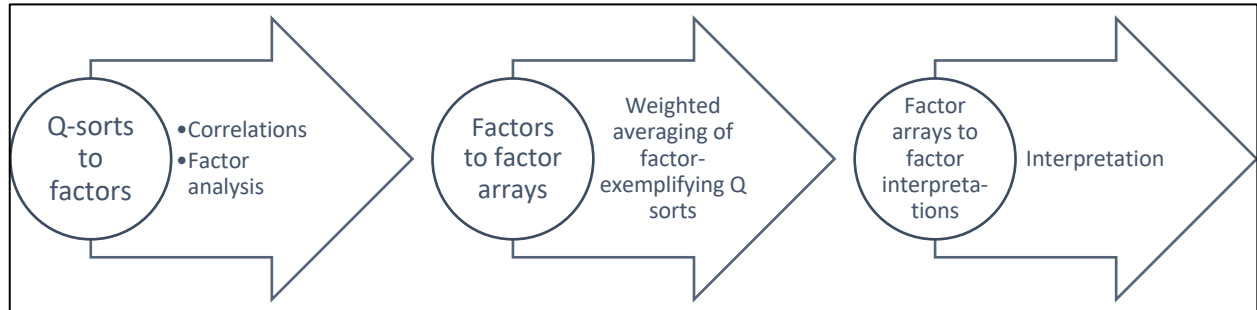 Q-sorts
to
factors
•Correlations
•Factor
analysis
Factors
to factor
arrays
Weighted
averaging of
factor-
exemplifying Q
sorts
Factor
arrays to
factor
interpreta-
tions
Interpretation